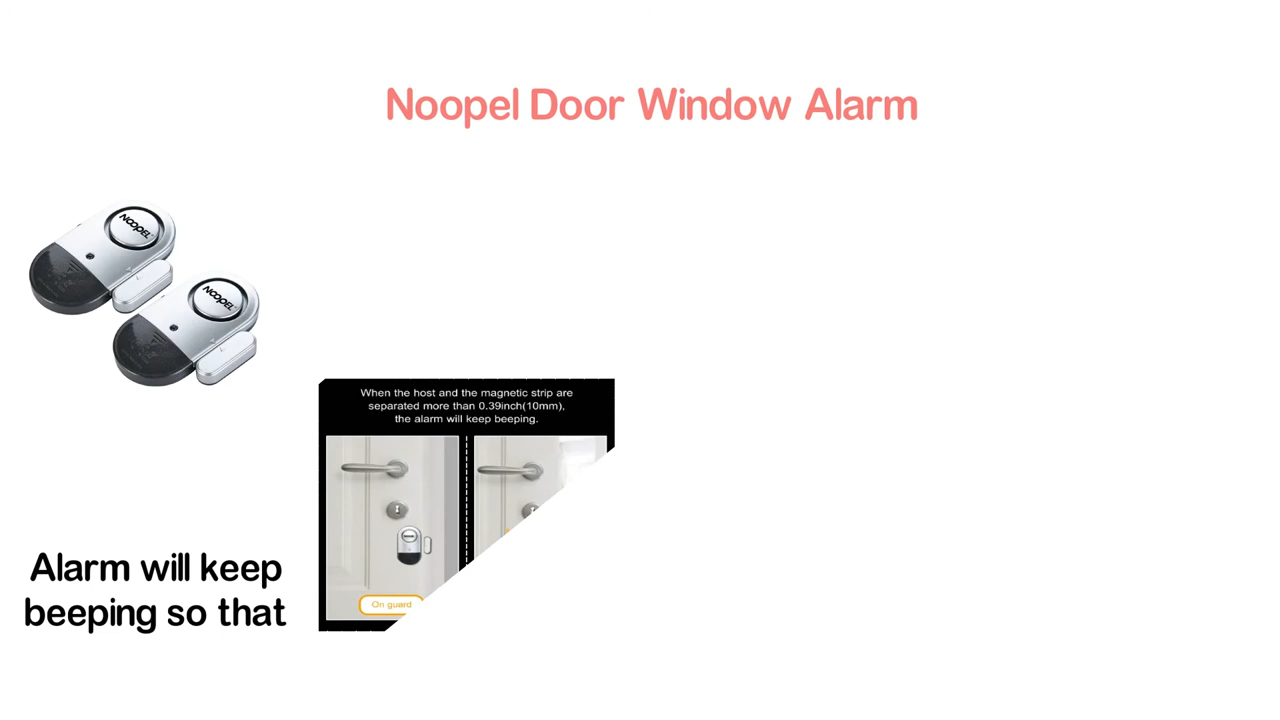 Noopel Door Window Alarm
NOOPEL
NOOPEL
When the host and the magnetic strip are
separated more than 0.39inch(10mm),
the alarm will keep beeping.
On guard
Alarm will keep
beeping so that